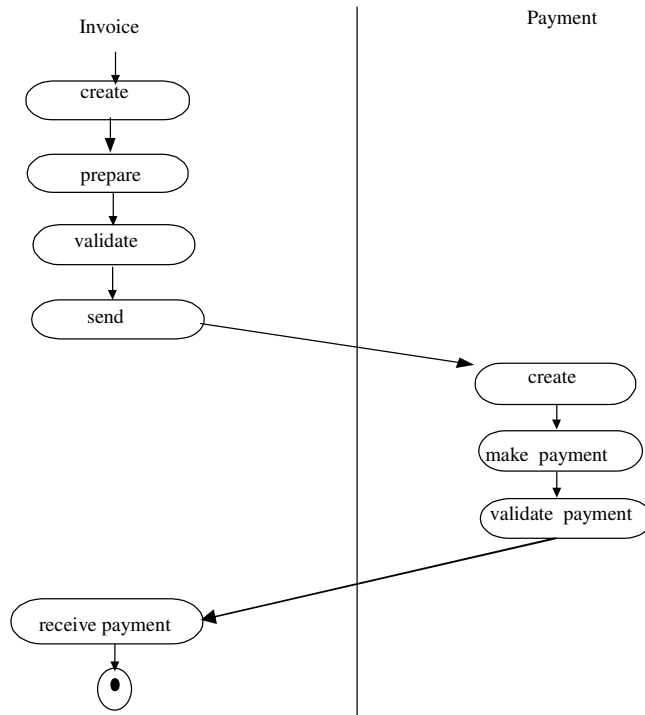 Invoice
Payment
create
prepare
validate
send
create
make payment
validate payment
receive payment